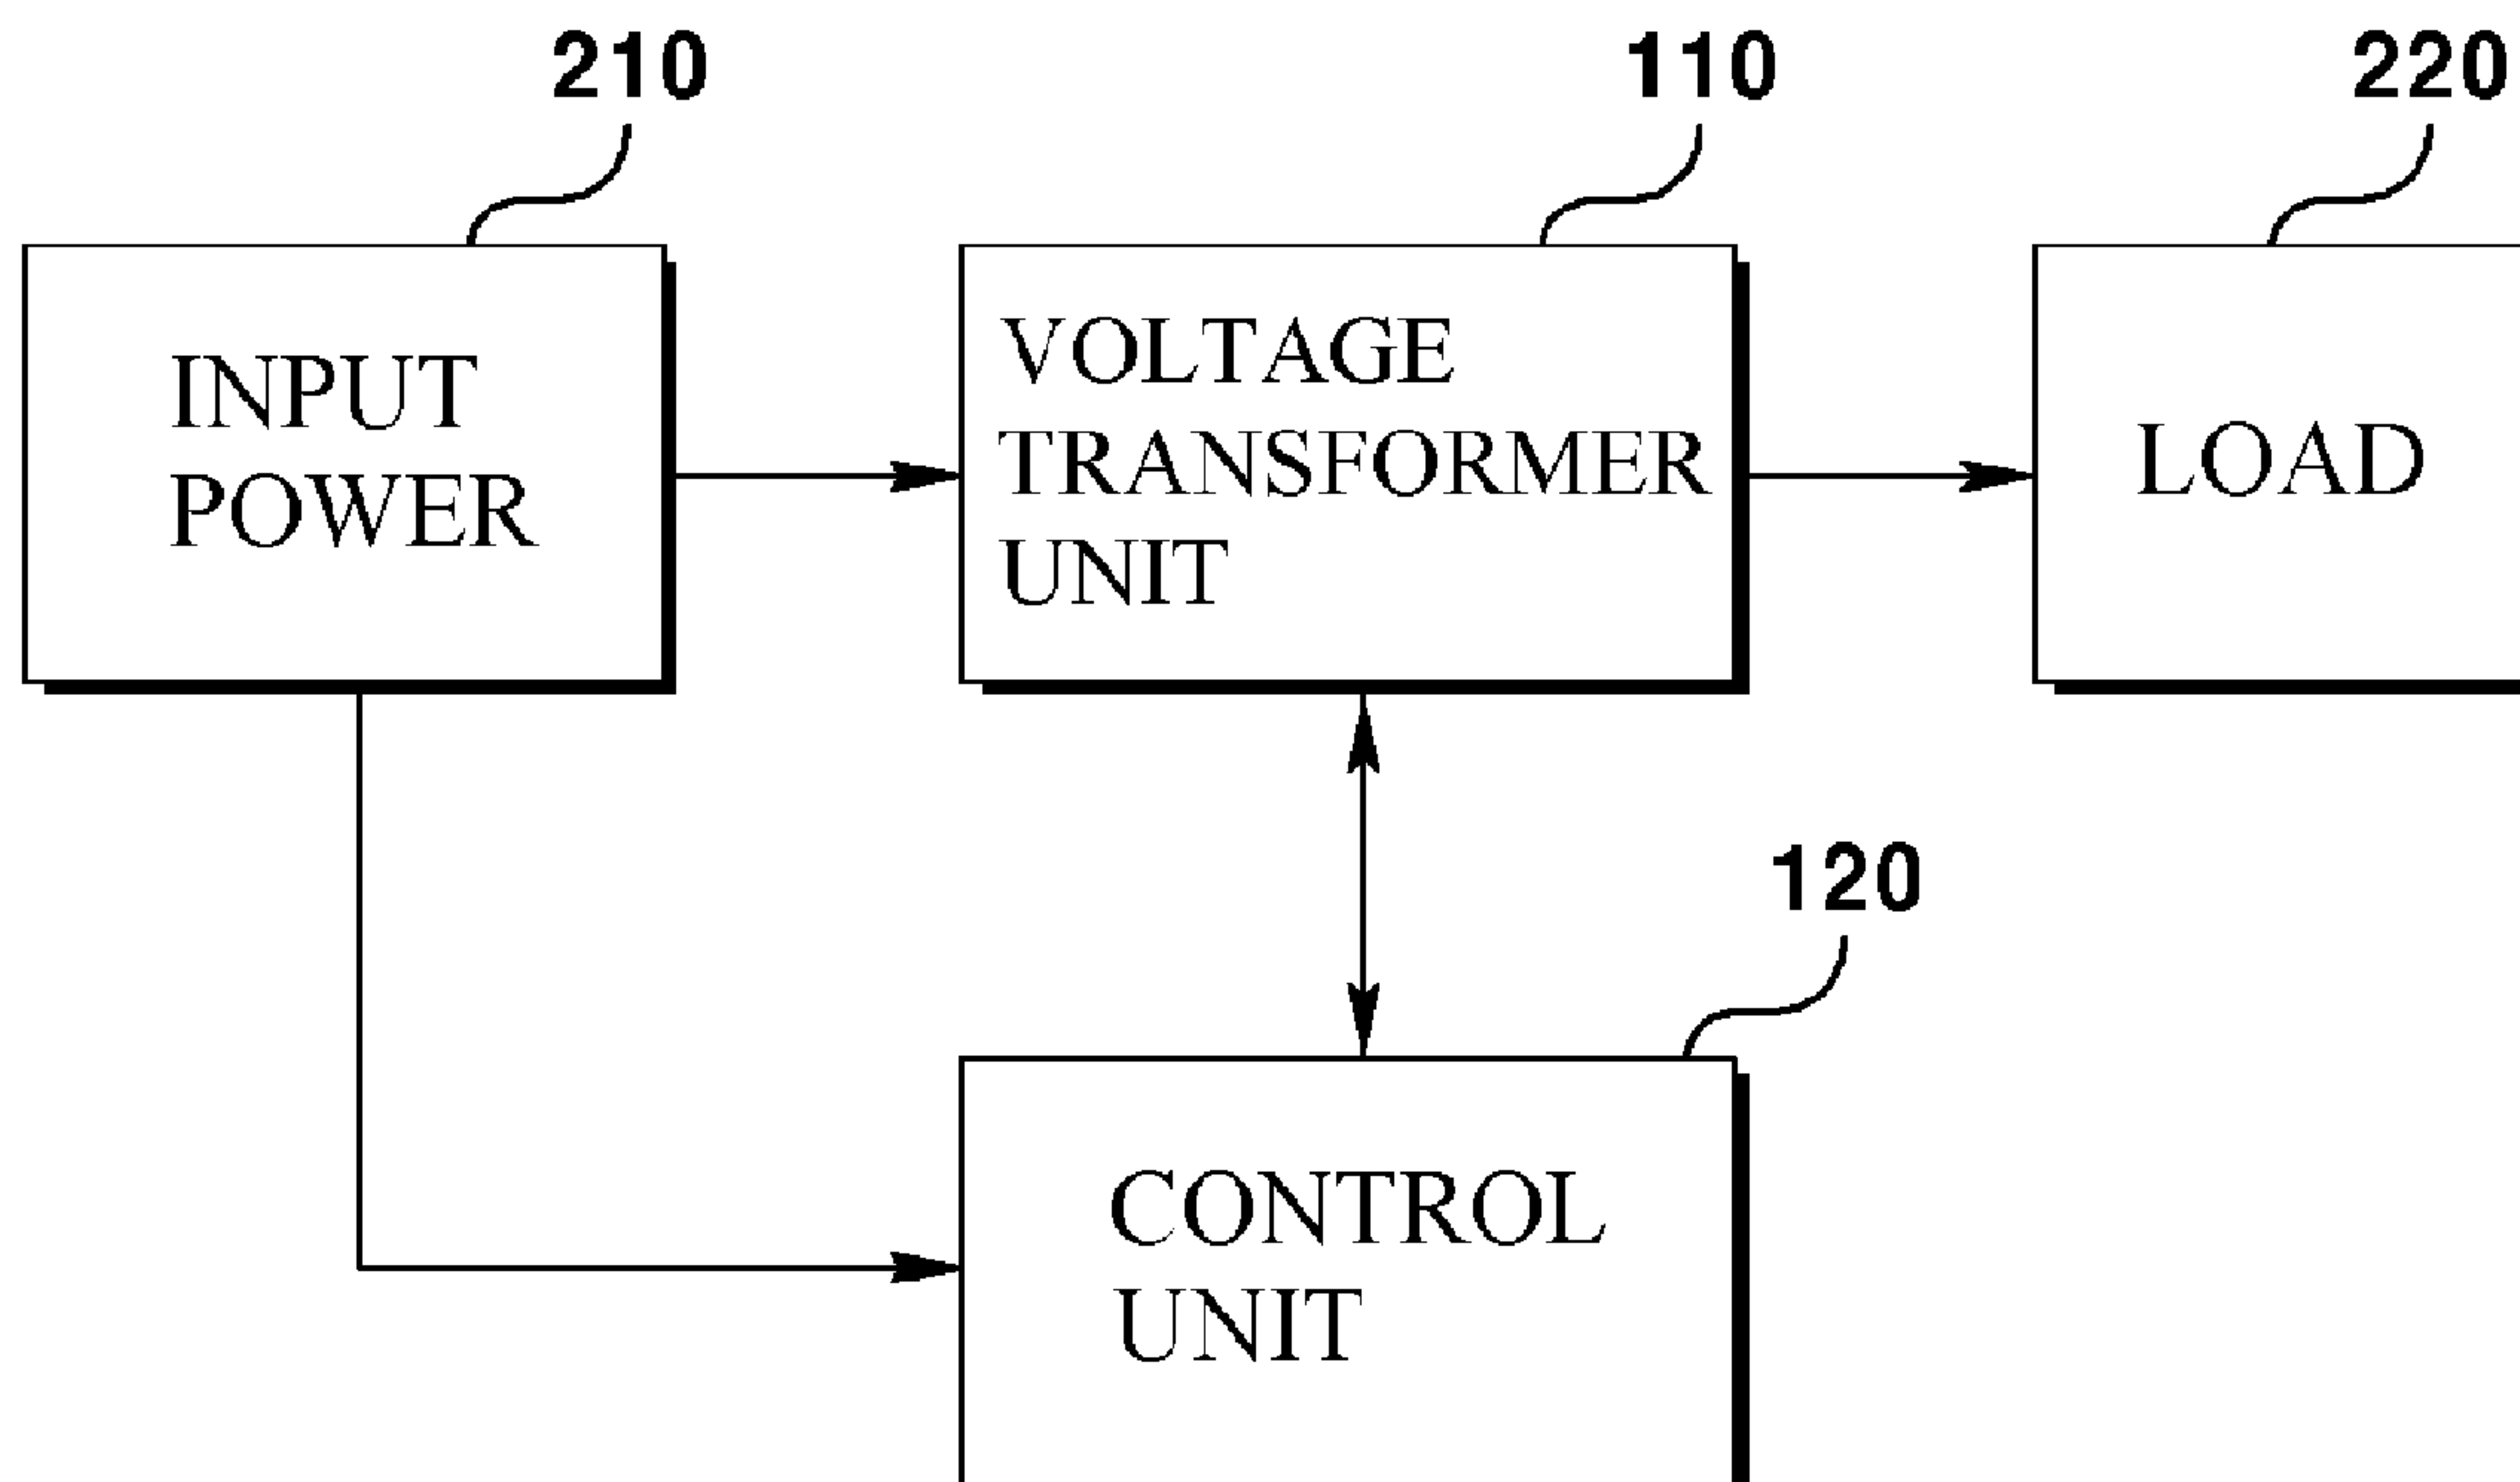 210
110
220
INPUT
POWER
VOLTAGE
TRANSFORMER
UNIT
LOAD
120
CONTROL
UNIT